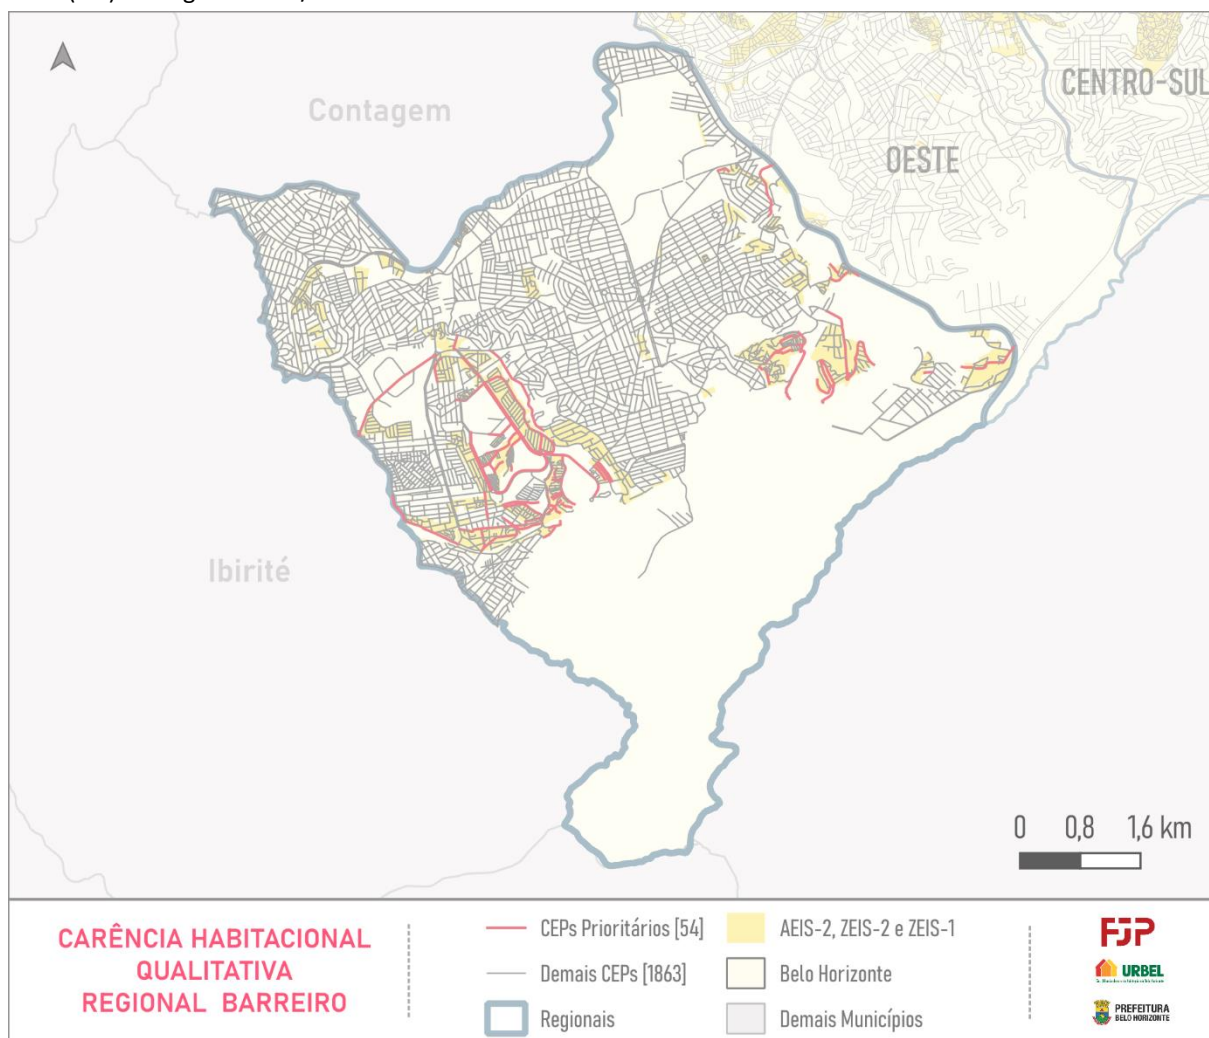 Contagem
CENTRO-SUL
OESTE
Ibirité
0 0,8 1,6 km
CARÊNCIA HABITACIONAL
QUALITATIVA
REGIONAL BARREIRO
CEPs Prioritários [54]
Demais CEPs [1863]
Regionais
AEIS-2, ZEIS-2 e ZEIS-1
Belo Horizonte
Demais Municípios
FJP
URBEL
PREFEITURA
BELO HORIZONTE